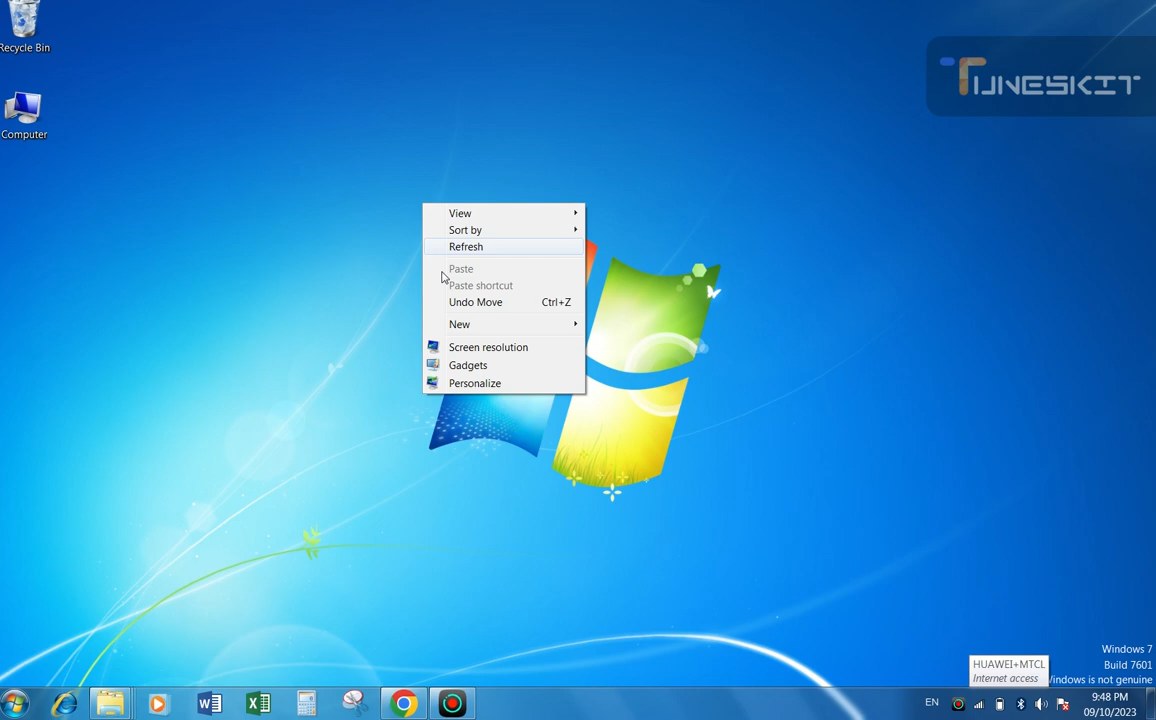 Recycle Bin
TUNESKIT
Computer
View
Sort by
Refresh
Paste
Paste shortcut
Undo Move Ctrl+Z
New
Screen resolution
Gadgets
Personalize
Windows 7
Build 7601
HUAWEI+MTCL
Internet access
Windows is not genuine
EN
9:48 PM
09/10/2023